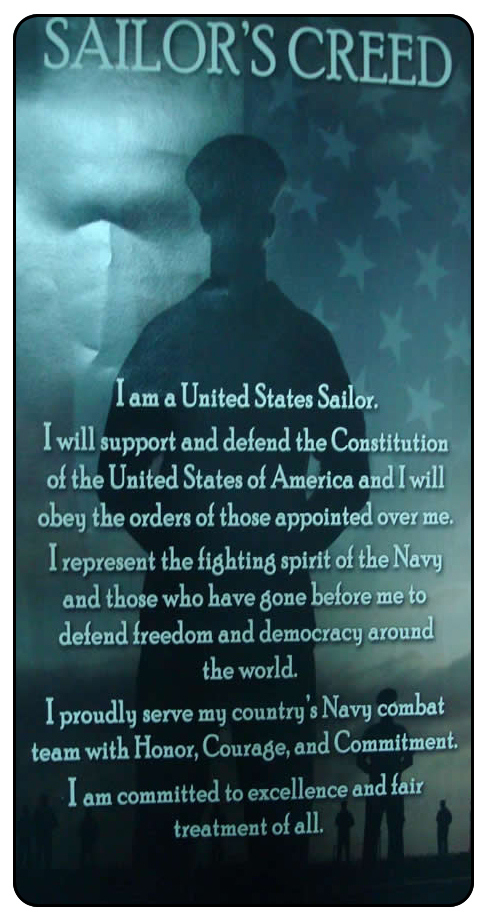 SAILOR'S CREED
I am a United States Sailor.
I will support and defend the Constitution
of the United States of America and I will
obey the orders of those appointed over me.
I represent the fighting spirit of the Navy
and those who have gone before me to
defend freedom and democracy around
the world.
I proudly serve my country's Navy combat
team with Honor, Courage, and Commitment.
I am committed to excellence and fair
treatment of all.